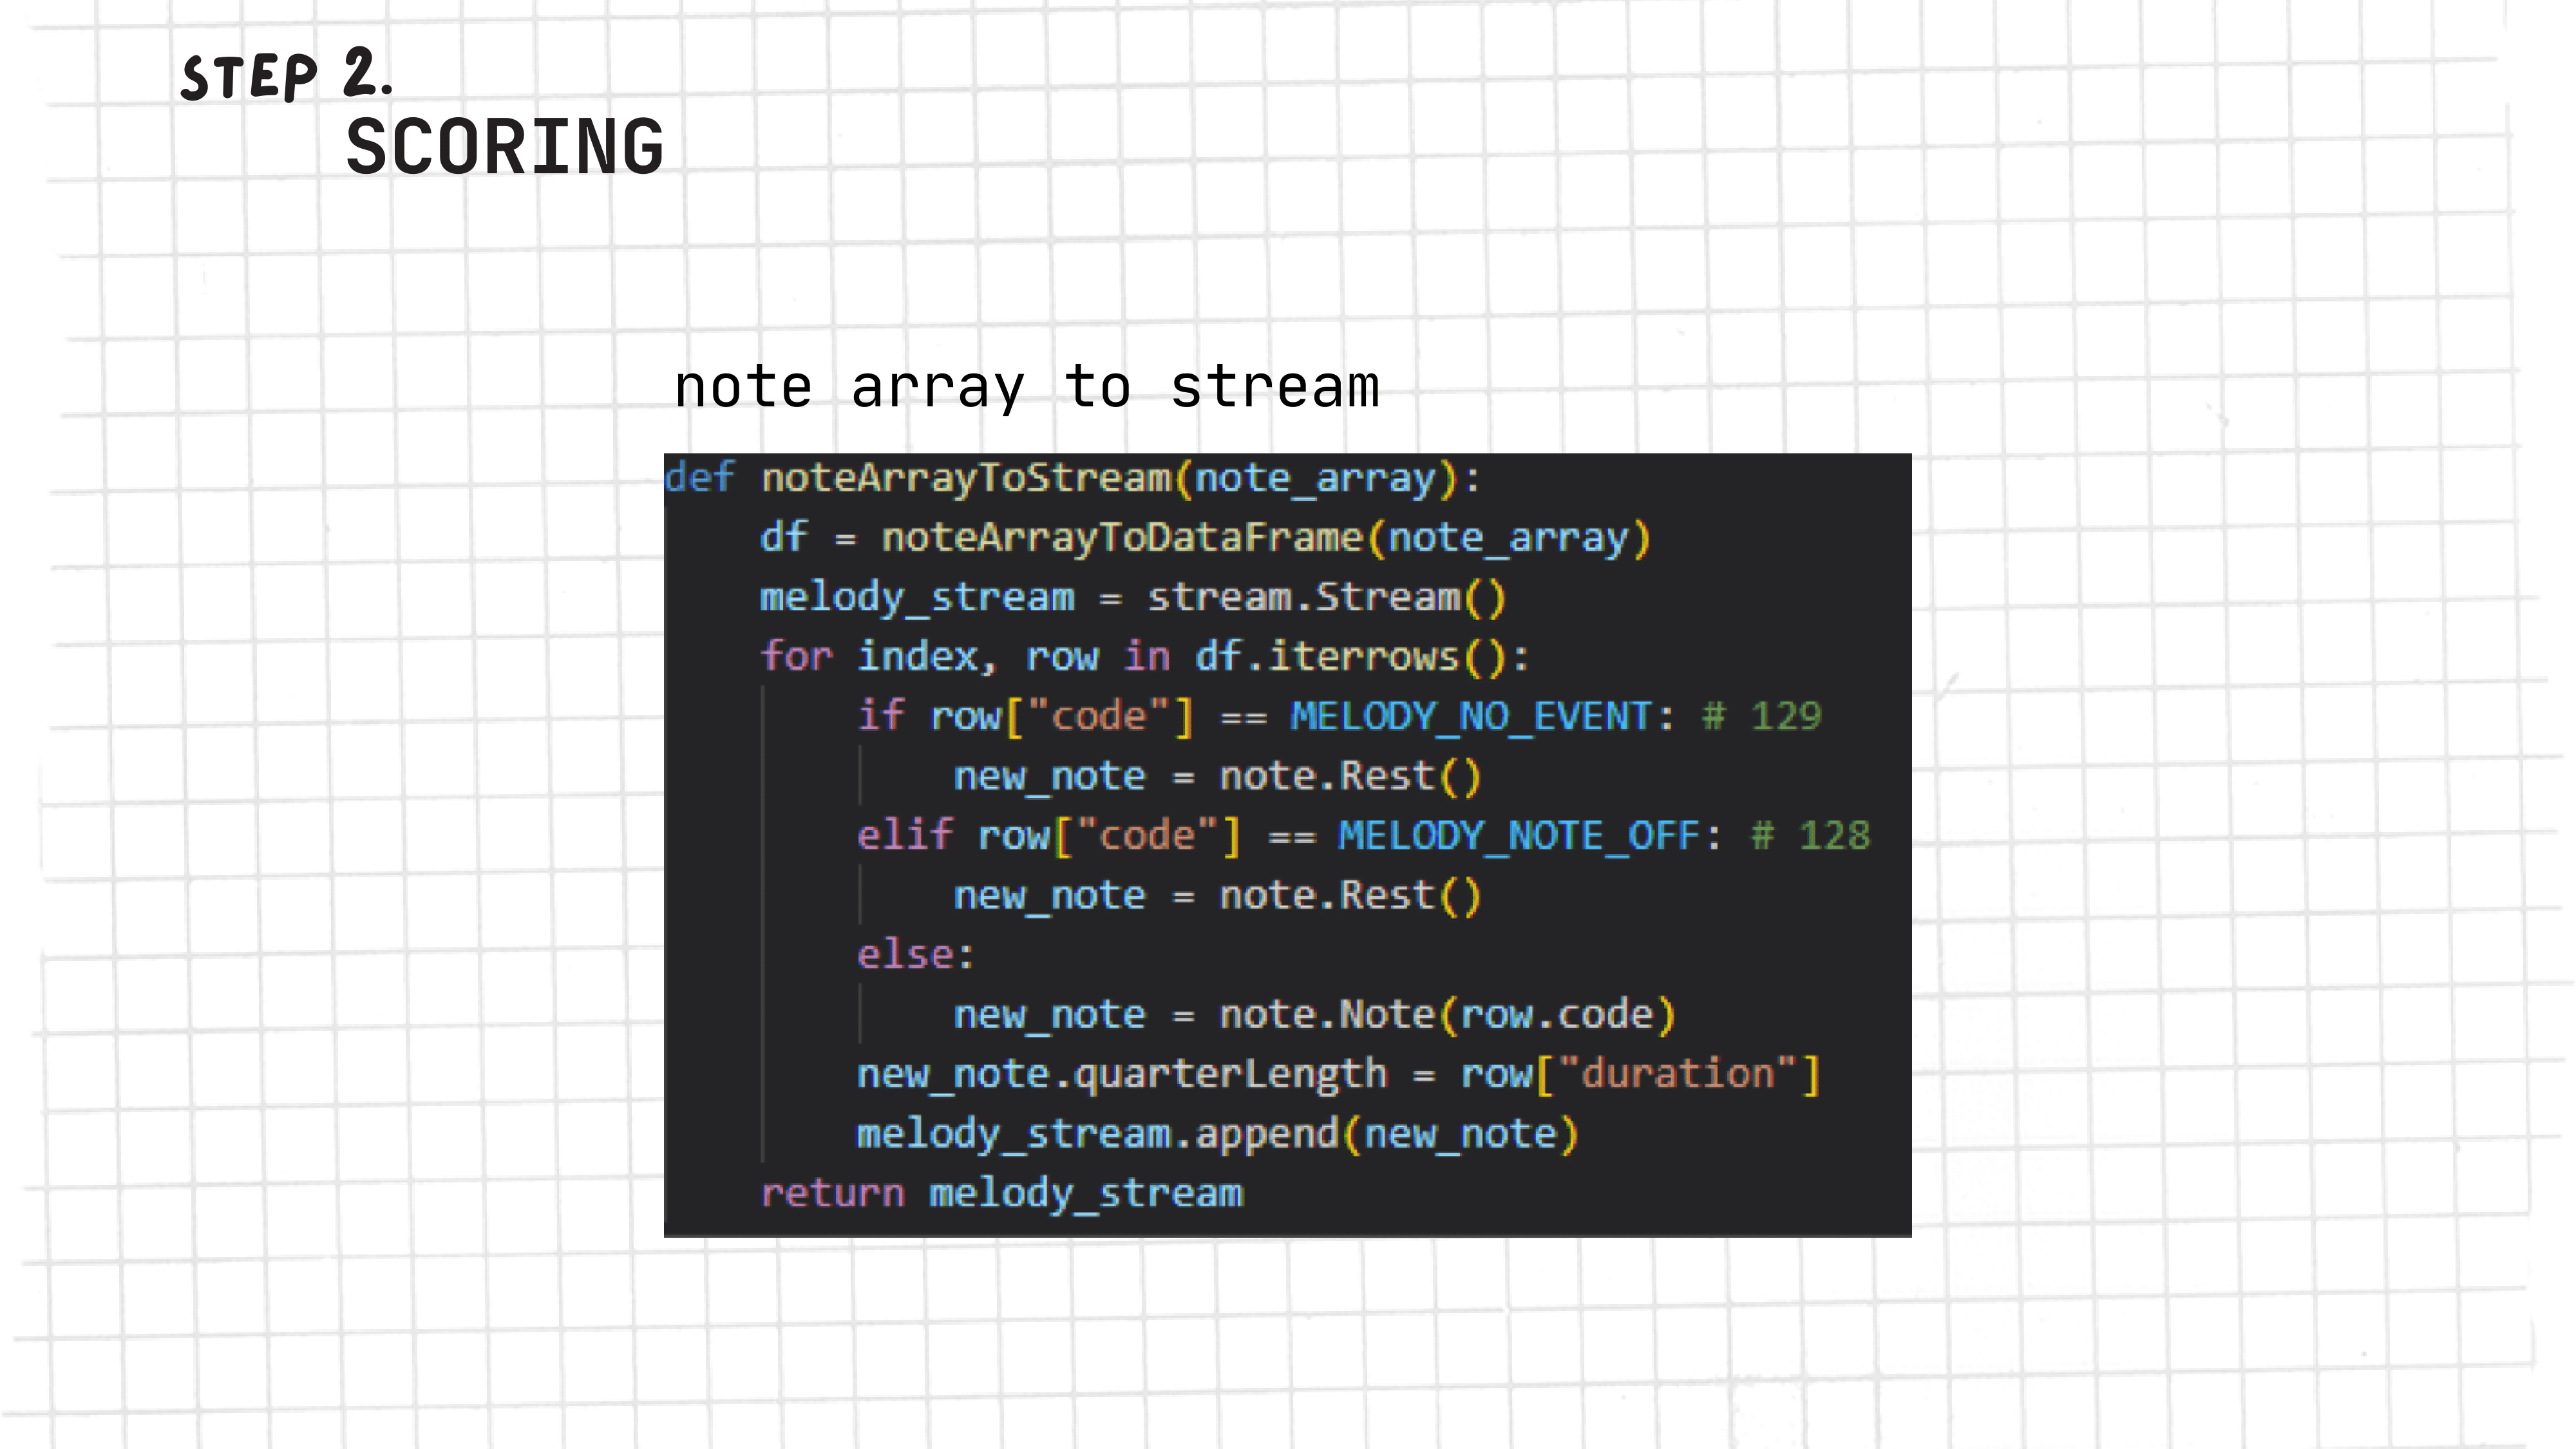 STEP 2.
SCORING
note array to stream
def noteArrayToStream(note_array):
    df = noteArrayToDataFrame(note_array)
    melody_stream = stream.Stream()
    for index, row in df.iterrows():
        if row["code"] == MELODY_NO_EVENT: # 129
            new_note = note.Rest()
        elif row["code"] == MELODY_NOTE_OFF: # 128
            new_note = note.Rest()
        else:
            new_note = note.Note(row.code)
        new_note.quarterLength = row["duration"]
        melody_stream.append(new_note)
    return melody_stream